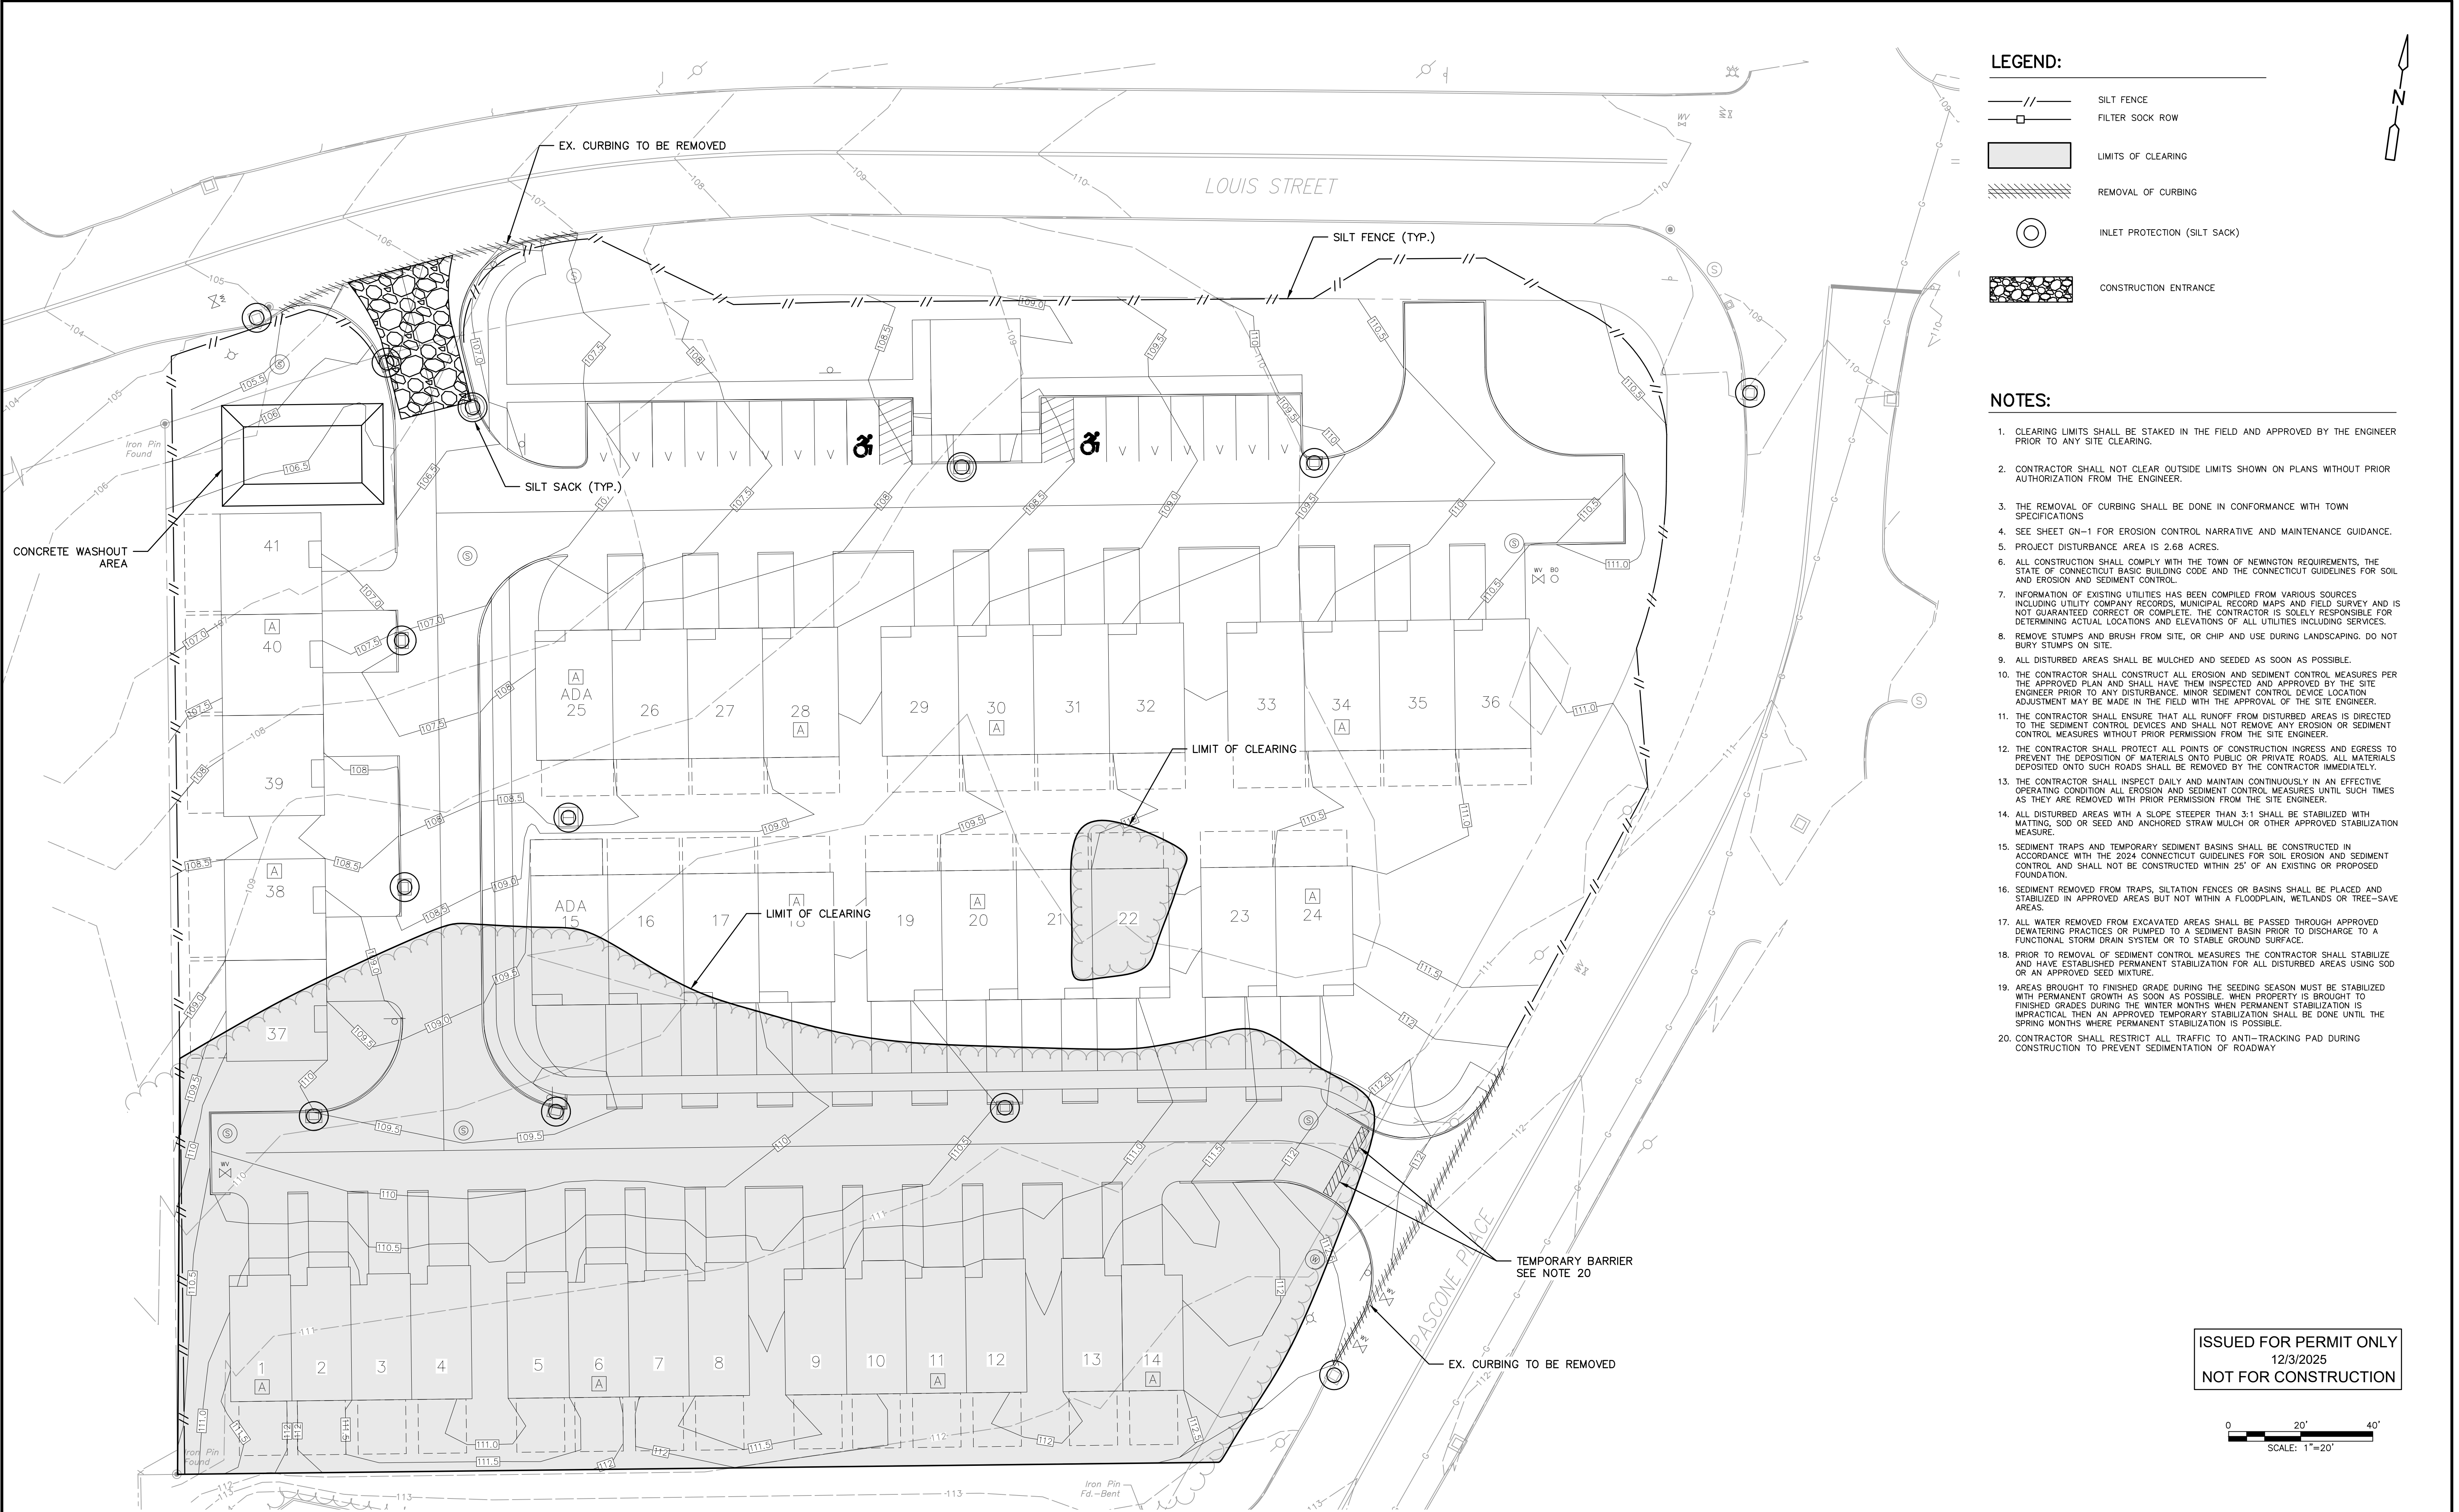 LEGEND:
SILT FENCE
FILTER SOCK ROW
LIMITS OF CLEARING
REMOVAL OF CURBING
INLET PROTECTION (SILT SACK)
CONSTRUCTION ENTRANCE
N
NOTES:
1. CLEARING LIMITS SHALL BE STAKED IN THE FIELD AND APPROVED BY THE ENGINEER
PRIOR TO ANY SITE CLEARING.
2. CONTRACTOR SHALL NOT CLEAR OUTSIDE LIMITS SHOWN ON PLANS WITHOUT PRIOR
AUTHORIZATION FROM THE ENGINEER.
3. THE REMOVAL OF CURBING SHALL BE DONE IN CONFORMANCE WITH TOWN
SPECIFICATIONS
4. SEE SHEET GN-1 FOR EROSION CONTROL NARRATIVE AND MAINTENANCE GUIDANCE.
5. PROJECT DISTURBANCE AREA IS 2.68 ACRES.
6. ALL CONSTRUCTION SHALL COMPLY WITH THE TOWN OF NEWINGTON REQUIREMENTS, THE
STATE OF CONNECTICUT BASIC BUILDING CODE AND THE CONNECTICUT GUIDELINES FOR SOIL
AND EROSION AND SEDIMENT CONTROL.
7. INFORMATION OF EXISTING UTILITIES HAS BEEN COMPILED FROM VARIOUS SOURCES
INCLUDING UTILITY COMPANY RECORDS, MUNICIPAL RECORD MAPS AND FIELD SURVEY AND IS
NOT GUARANTEED CORRECT OR COMPLETE. THE CONTRACTOR IS SOLELY RESPONSIBLE FOR
DETERMINING ACTUAL LOCATIONS AND ELEVATIONS OF ALL UTILITIES INCLUDING SERVICES.
8. REMOVE STUMPS AND BRUSH FROM SITE, OR CHIP AND USE DURING LANDSCAPING. DO NOT
BURY STUMPS ON SITE.
9. ALL DISTURBED AREAS SHALL BE MULCHED AND SEEDED AS SOON AS POSSIBLE.
10. THE CONTRACTOR SHALL CONSTRUCT ALL EROSION AND SEDIMENT CONTROL MEASURES PER
THE APPROVED PLAN AND SHALL HAVE THEM INSPECTED AND APPROVED BY THE SITE
ENGINEER PRIOR TO ANY DISTURBANCE. MINOR SEDIMENT CONTROL DEVICE LOCATION
ADJUSTMENT MAY BE MADE IN THE FIELD WITH THE APPROVAL OF THE SITE ENGINEER.
11. THE CONTRACTOR SHALL ENSURE THAT ALL RUNOFF FROM DISTURBED AREAS IS DIRECTED
TO THE SEDIMENT CONTROL DEVICES AND SHALL NOT REMOVE ANY EROSION OR SEDIMENT
CONTROL MEASURES WITHOUT PRIOR PERMISSION FROM THE SITE ENGINEER.
12. THE CONTRACTOR SHALL PROTECT ALL POINTS OF CONSTRUCTION INGRESS AND EGRESS TO
PREVENT THE DEPOSITION OF MATERIALS ONTO PUBLIC OR PRIVATE ROADS. ALL MATERIALS
DEPOSITED ONTO SUCH ROADS SHALL BE REMOVED BY THE CONTRACTOR IMMEDIATELY.
13. THE CONTRACTOR SHALL INSPECT DAILY AND MAINTAIN CONTINUOUSLY IN AN EFFECTIVE
OPERATING CONDITION ALL EROSION AND SEDIMENT CONTROL MEASURES UNTIL SUCH TIMES
AS THEY ARE REMOVED WITH PRIOR PERMISSION FROM THE SITE ENGINEER.
14. ALL DISTURBED AREAS WITH A SLOPE STEEPER THAN 3:1 SHALL BE STABILIZED WITH
MATTING, SOD OR SEED AND ANCHORED STRAW MULCH OR OTHER APPROVED STABILIZATION
MEASURE.
15. SEDIMENT TRAPS AND TEMPORARY SEDIMENT BASINS SHALL BE CONSTRUCTED IN
ACCORDANCE WITH THE 2024 CONNECTICUT GUIDELINES FOR SOIL EROSION AND SEDIMENT
CONTROL AND SHALL NOT BE CONSTRUCTED WITHIN 25' OF AN EXISTING OR PROPOSED
FOUNDATION.
16. SEDIMENT REMOVED FROM TRAPS, SILTATION FENCES OR BASINS SHALL BE PLACED AND
STABILIZED IN APPROVED AREAS BUT NOT WITHIN A FLOODPLAIN, WETLANDS OR TREE-SAVE
AREAS.
17. ALL WATER REMOVED FROM EXCAVATED AREAS SHALL BE PASSED THROUGH APPROVED
DEWATERING PRACTICES OR PUMPED TO A SEDIMENT BASIN PRIOR TO DISCHARGE TO A
FUNCTIONAL STORM DRAIN SYSTEM OR TO STABLE GROUND SURFACE.
18. PRIOR TO REMOVAL OF SEDIMENT CONTROL MEASURES THE CONTRACTOR SHALL STABILIZE
AND HAVE ESTABLISHED PERMANENT STABILIZATION FOR ALL DISTURBED AREAS USING SOD
OR AN APPROVED SEED MIXTURE.
19. AREAS BROUGHT TO FINISHED GRADE DURING THE SEEDING SEASON MUST BE STABILIZED
WITH PERMANENT GROWTH AS SOON AS POSSIBLE. WHEN PROPERTY IS BROUGHT TO
FINISHED GRADES DURING THE WINTER MONTHS WHEN PERMANENT STABILIZATION IS
IMPRACTICAL THEN AN APPROVED TEMPORARY STABILIZATION SHALL BE DONE UNTIL THE
SPRING MONTHS WHERE PERMANENT STABILIZATION IS POSSIBLE.
20. CONTRACTOR SHALL RESTRICT ALL TRAFFIC TO ANTI-TRACKING PAD DURING
CONSTRUCTION TO PREVENT SEDIMENTATION OF ROADWAY
ISSUED FOR PERMIT ONLY
12/3/2025
NOT FOR CONSTRUCTION
0 20' 40'
SCALE: 1"=20'
EX. CURBING TO BE REMOVED
LOUIS STREET
SILT FENCE (TYP.)
Iron Pin
Found
SILT SACK (TYP.)
CONCRETE WASHOUT
AREA
41
A
40
39
A
38
37
A
ADA
25
26
27
28
A
29
30
A
31
32
33
34
A
35
36
LIMIT OF CLEARING
ADA
15
16
17
A
18
LIMIT OF CLEARING
19
A
20
21
22
23
A
24
TEMPORARY BARRIER
SEE NOTE 20
PASCONE PLACE
EX. CURBING TO BE REMOVED
1
A
2
3
4
5
6
A
7
8
9
10
11
A
12
13
14
A
Iron Pin
Found
Iron Pin
Fd.-Bent